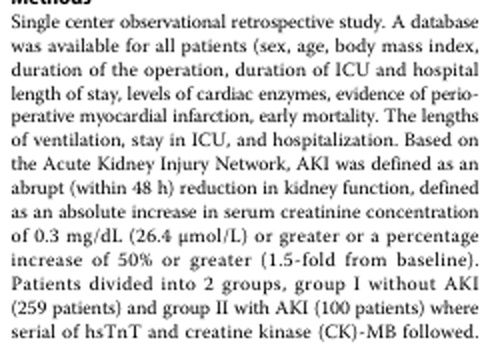 Methods
Single center observational retrospective study. A database
was available for all patients (sex, age, body mass index,
duration of the operation, duration of ICU and hospital
length of stay, levels of cardiac enzymes, evidence of perio-
perative myocardial infarction, early mortality. The lengths
of ventilation, stay in ICU, and hospitalization. Based on
the Acute Kidney Injury Network, AKI was defined as an
abrupt (within 48 h) reduction in kidney function, defined
as an absolute increase in serum creatinine concentration
of 0.3 mg/dL (26.4 μmol/L) or greater or a percentage
increase of 50% or greater (1.5-fold from baseline).
Patients divided into 2 groups, group I without AKI
(259 patients) and group II with AKI (100 patients) where
serial of hsTnT and creatine kinase (CK)-MB followed.